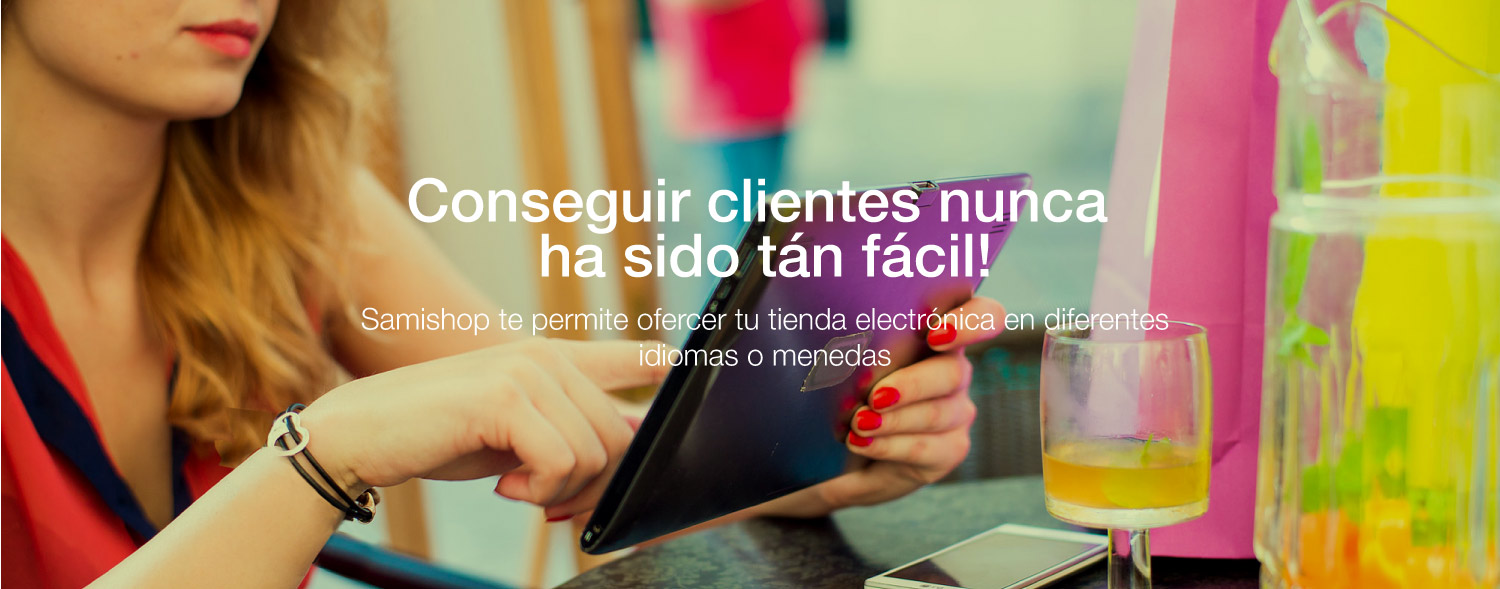 Conseguir clientes nunca
ha sido tán fácil!
Samishop te permite ofercer tu tienda electrónica en diferentes
idiomas o menedas